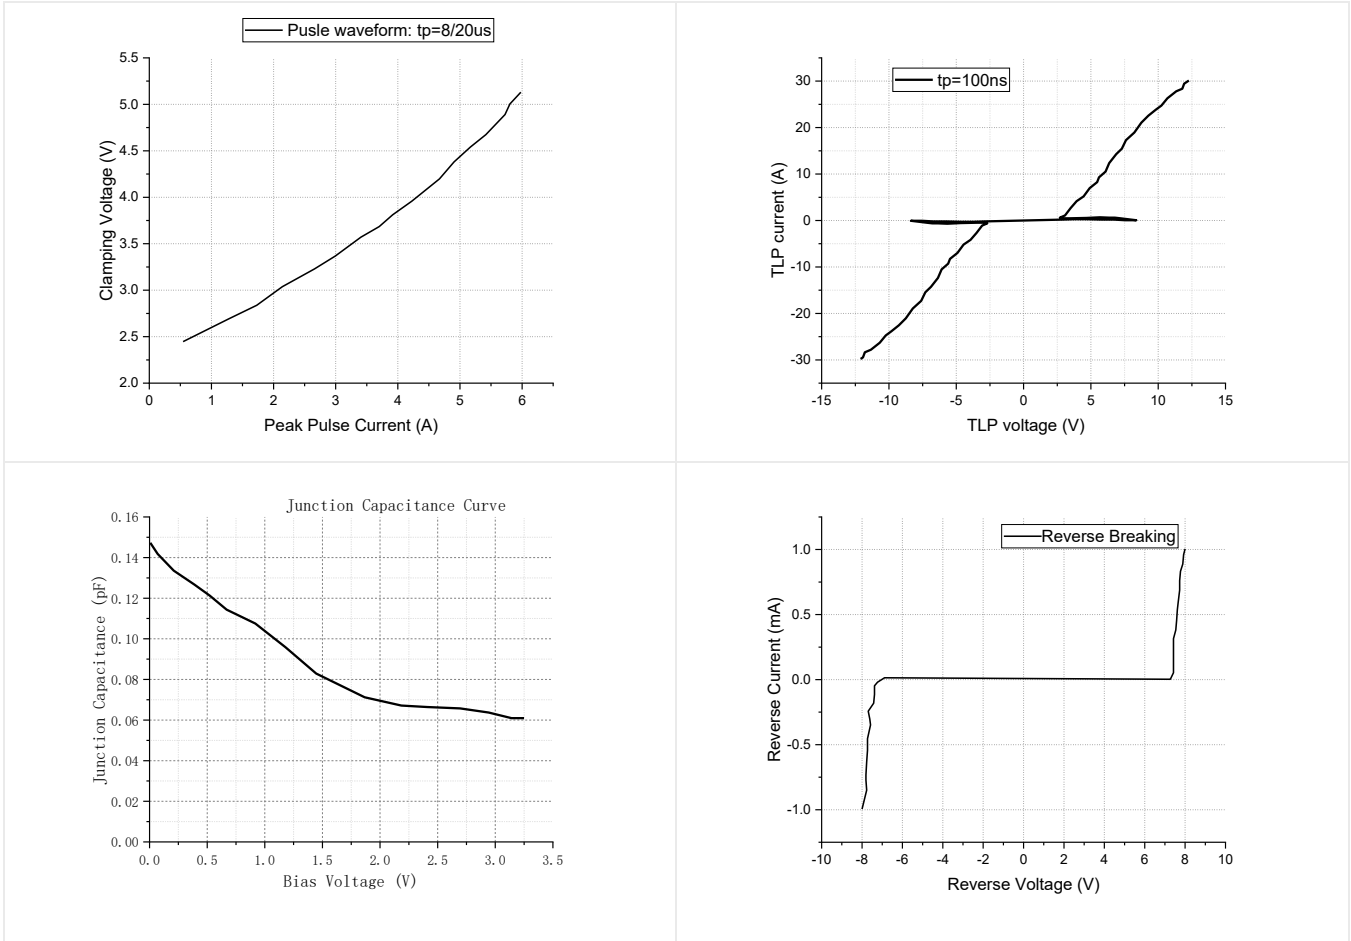 Pusle waveform: tp=8/20us
5.5
5.0
4.5
4.0
3.5
3.0
2.5
2.0
Clamping Voltage (V)
0 1 2 3 4 5 6
Peak Pulse Current (A)
tp=100ns
30
20
10
0
-10
-20
-30
TLP current (A)
-15 -10 -5 0 5 10 15
TLP voltage (V)
Junction Capacitance Curve
0.16
0.14
0.12
0.10
0.08
0.06
0.04
0.02
0.00
Junction Capacitance (pF)
0.0 0.5 1.0 1.5 2.0 2.5 3.0 3.5
Bias Voltage (V)
Reverse Breaking
1.0
0.5
0.0
-0.5
-1.0
Reverse Current (mA)
-10 -8 -6 -4 -2 0 2 4 6 8 10
Reverse Voltage (V)